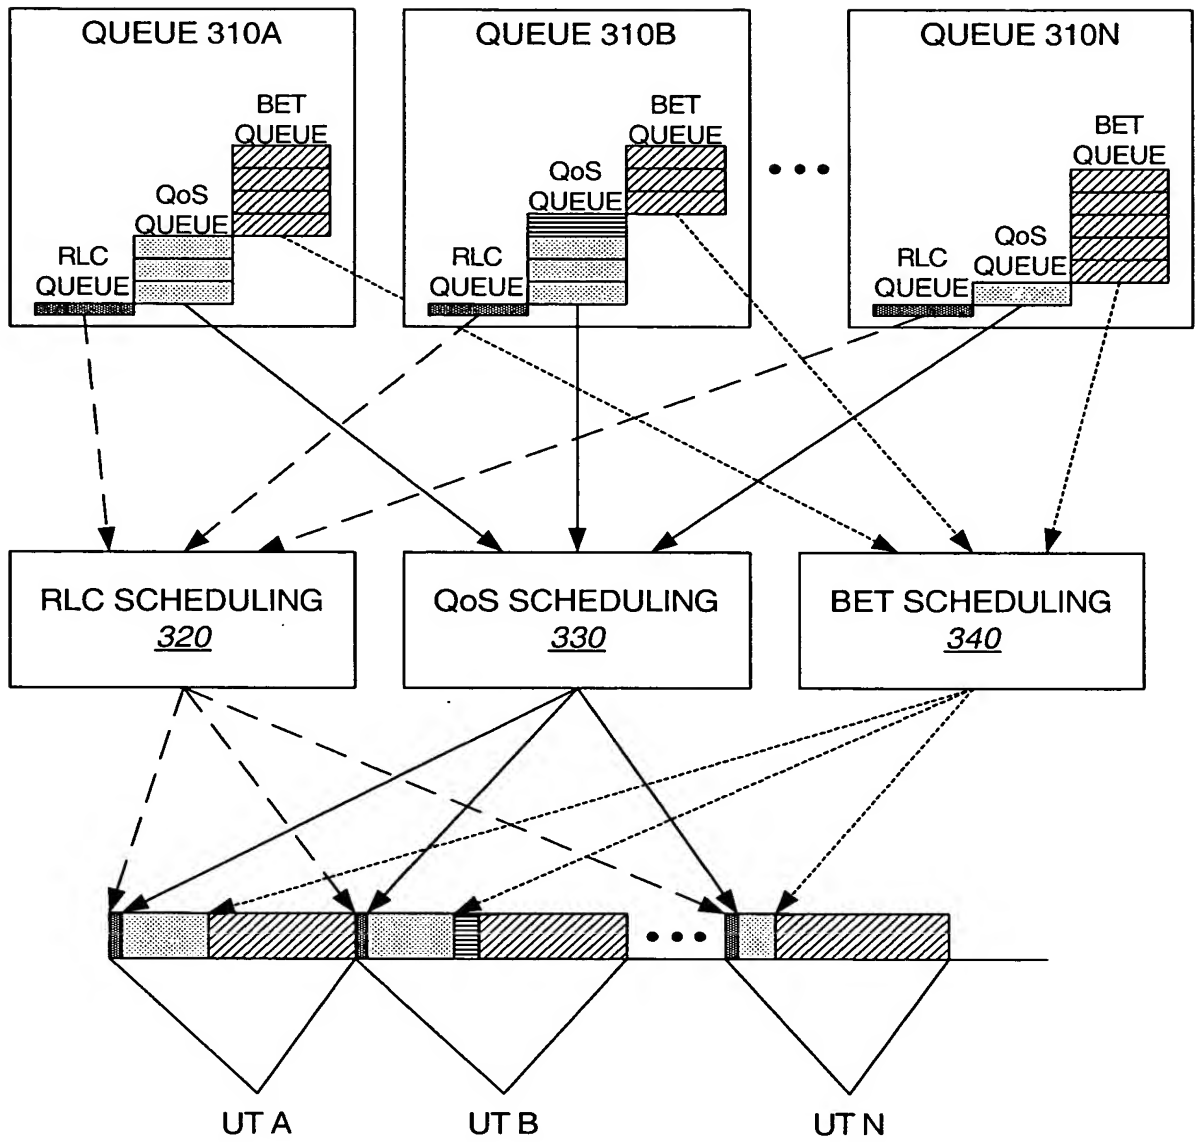 QUEUE 310A
BET
QUEUE
QoS
QUEUE
RLC
QUEUE
QUEUE 310B
BET
QUEUE
QoS
QUEUE
RLC
QUEUE
QUEUE 310N
BET
QUEUE
QoS
QUEUE
RLC
QUEUE
RLC SCHEDULING
320
QoS SCHEDULING
330
BET SCHEDULING
340
UT A
UT B
UT N